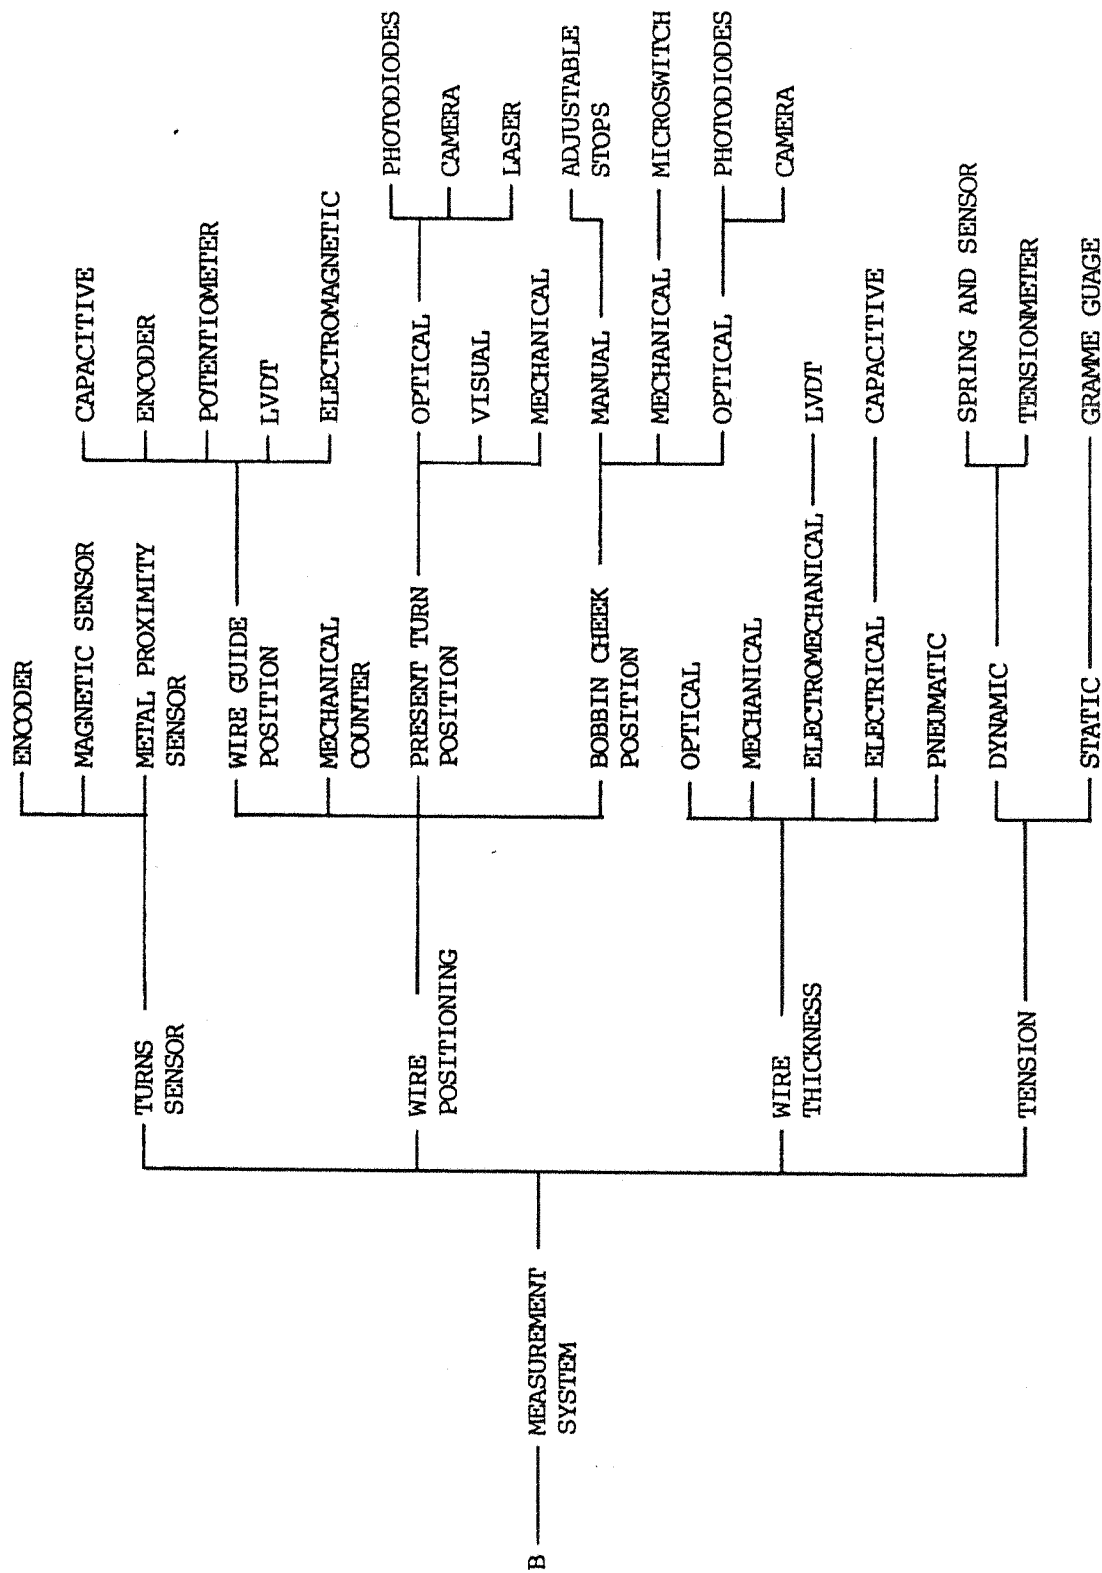 B
MEASUREMENT
SYSTEM
TURNS
SENSOR
ENCODER
MAGNETIC SENSOR
METAL PROXIMITY
SENSOR
WIRE
POSITIONING
WIRE GUIDE
POSITION
CAPACITIVE
ENCODER
POTENTIOMETER
LVDT
ELECTROMAGNETIC
MECHANICAL
COUNTER
PRESENT TURN
POSITION
OPTICAL
PHOTODIODES
CAMERA
LASER
VISUAL
MECHANICAL
BOBBIN CHEEK
POSITION
MANUAL
ADJUSTABLE
STOPS
MECHANICAL
MICROSWITCH
OPTICAL
PHOTODIODES
CAMERA
WIRE
THICKNESS
OPTICAL
MECHANICAL
ELECTROMECHANICAL
LVDT
ELECTRICAL
CAPACITIVE
PNEUMATIC
TENSION
DYNAMIC
SPRING AND SENSOR
TENSIONMETER
STATIC
GRAMME GUAGE